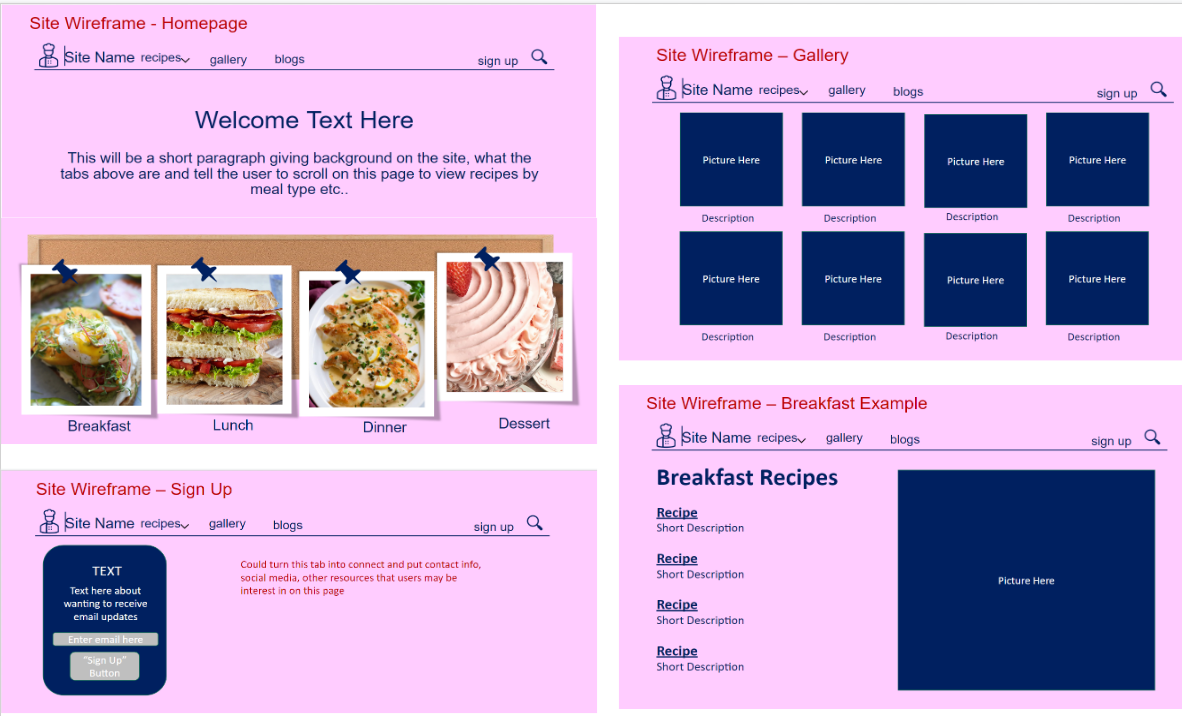 Site Wireframe - Homepage
Site Name recipes gallery blogs sign up
Welcome Text Here
This will be a short paragraph giving background on the site, what the
tabs above are and tell the user to scroll on this page to view recipes by
meal type etc..
Breakfast Lunch Dinner Dessert
Site Wireframe – Sign Up
Site Name recipes gallery blogs sign up
TEXT
Text here about
wanting to receive
email updates
Enter email here
"Sign Up"
Button
Could turn this tab into connect and put contact info,
social media, other resources that users may be
interest in on this page
Site Wireframe – Gallery
Site Name recipes gallery blogs sign up
Picture Here Picture Here Picture Here Picture Here
Description Description Description Description
Picture Here Picture Here Picture Here Picture Here
Description Description Description Description
Site Wireframe – Breakfast Example
Site Name recipes gallery blogs sign up
Breakfast Recipes
Recipe
Short Description
Recipe
Short Description
Recipe
Short Description
Recipe
Short Description
Picture Here